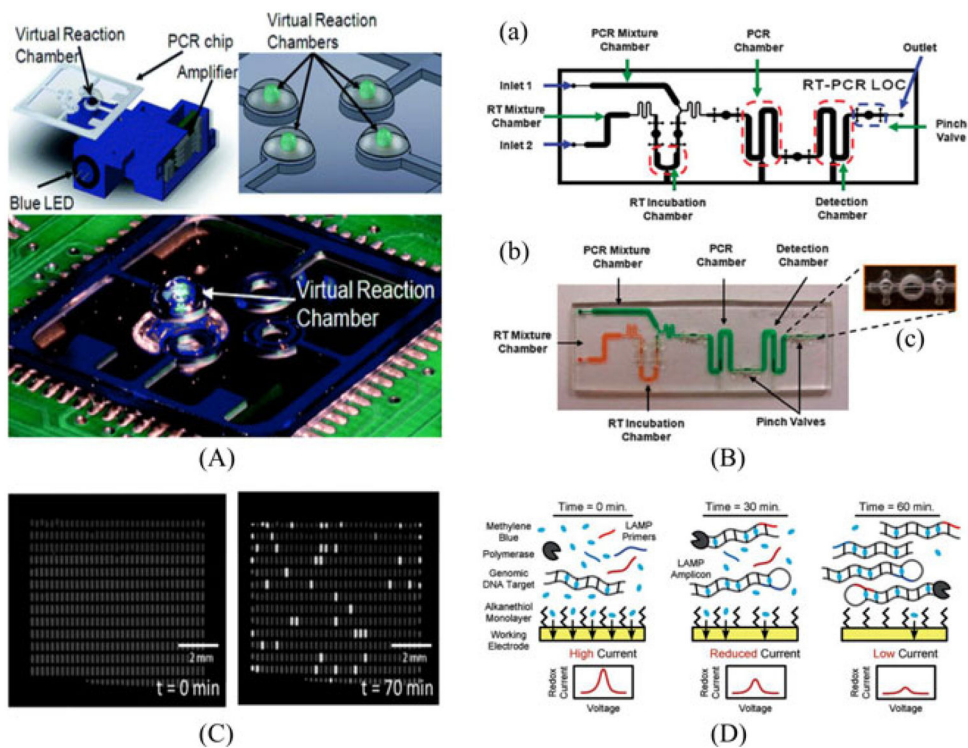 Virtual Reaction
Chamber
PCR chip
Amplifier
Blue LED
Virtual Reaction
Chambers
Virtual Reaction
Chamber
(A)
(a)
PCR Mixture
Chamber
PCR
Chamber
Outlet
Inlet 1
RT-PCR LOC
RT Mixture
Chamber
Inlet 2
Pinch
Valve
RT Incubation
Chamber
Detection
Chamber
(b)
PCR Mixture
Chamber
PCR
Chamber
Detection
Chamber
RT Mixture
Chamber
(c)
RT Incubation
Chamber
Pinch Valves
(B)
2 mm
t = 0 min
2 mm
t = 70 min
(C)
Time = 0 min.
Time = 30 min.
Time = 60 min.
Methylene
Blue
LAMP
Primers
Polymerase
Genomic
DNA Target
LAMP
Amplicon
Alkanethiol
Monolayer
Working
Electrode
High Current
Reduced Current
Low Current
Redox
Current
Voltage
Redox
Current
Voltage
Redox
Current
Voltage
(D)